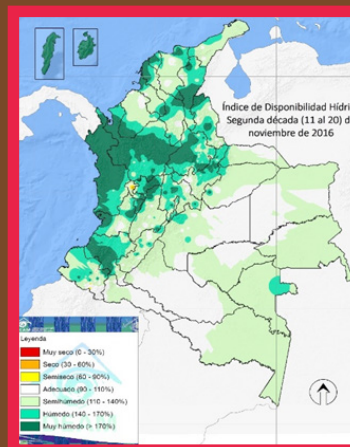 Índice de Disponibilidad Hídri
Segunda década (11 al 20) d
noviembre de 2016
Leyenda
Muy seco (0 - 30%)
Seco (30 - 60%)
Semiseco (60 - 90%)
Adecuado (90 - 110%)
Semihúmedo (110 - 140%)
Húmedo (140 - 170%)
Muy húmedo (> 170%)